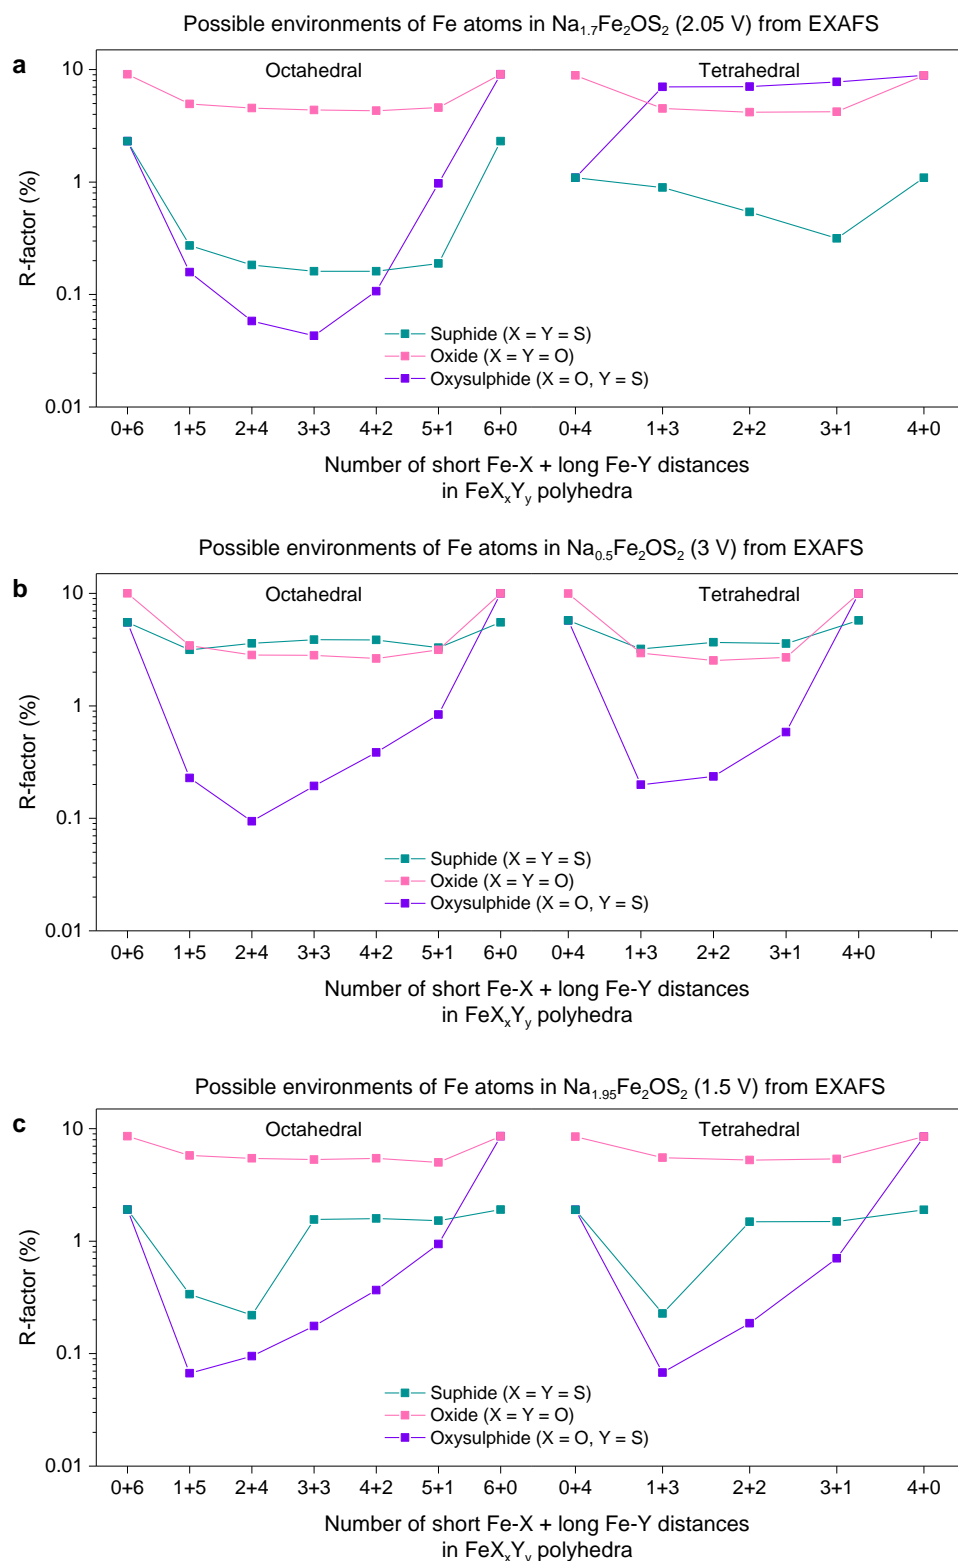 Possible environments of Fe atoms in Na1.7Fe2OS2 (2.05 V) from EXAFS
a
Octahedral
Tetrahedral
10
1
0.1
0.01
R-factor (%)
Suphide (X = Y = S)
Oxide (X = Y = O)
Oxysulphide (X = O, Y = S)
0+6 1+5 2+4 3+3 4+2 5+1 6+0 0+4 1+3 2+2 3+1 4+0
Number of short Fe-X + long Fe-Y distances
in FeXxYy polyhedra
Possible environments of Fe atoms in Na0.5Fe2OS2 (3 V) from EXAFS
b
Octahedral
Tetrahedral
10
1
0.1
0.01
R-factor (%)
Suphide (X = Y = S)
Oxide (X = Y = O)
Oxysulphide (X = O, Y = S)
0+6 1+5 2+4 3+3 4+2 5+1 6+0 0+4 1+3 2+2 3+1 4+0
Number of short Fe-X + long Fe-Y distances
in FeXxYy polyhedra
Possible environments of Fe atoms in Na1.95Fe2OS2 (1.5 V) from EXAFS
c
Octahedral
Tetrahedral
10
1
0.1
0.01
R-factor (%)
Suphide (X = Y = S)
Oxide (X = Y = O)
Oxysulphide (X = O, Y = S)
0+6 1+5 2+4 3+3 4+2 5+1 6+0 0+4 1+3 2+2 3+1 4+0
Number of short Fe-X + long Fe-Y distances
in FeXxYy polyhedra